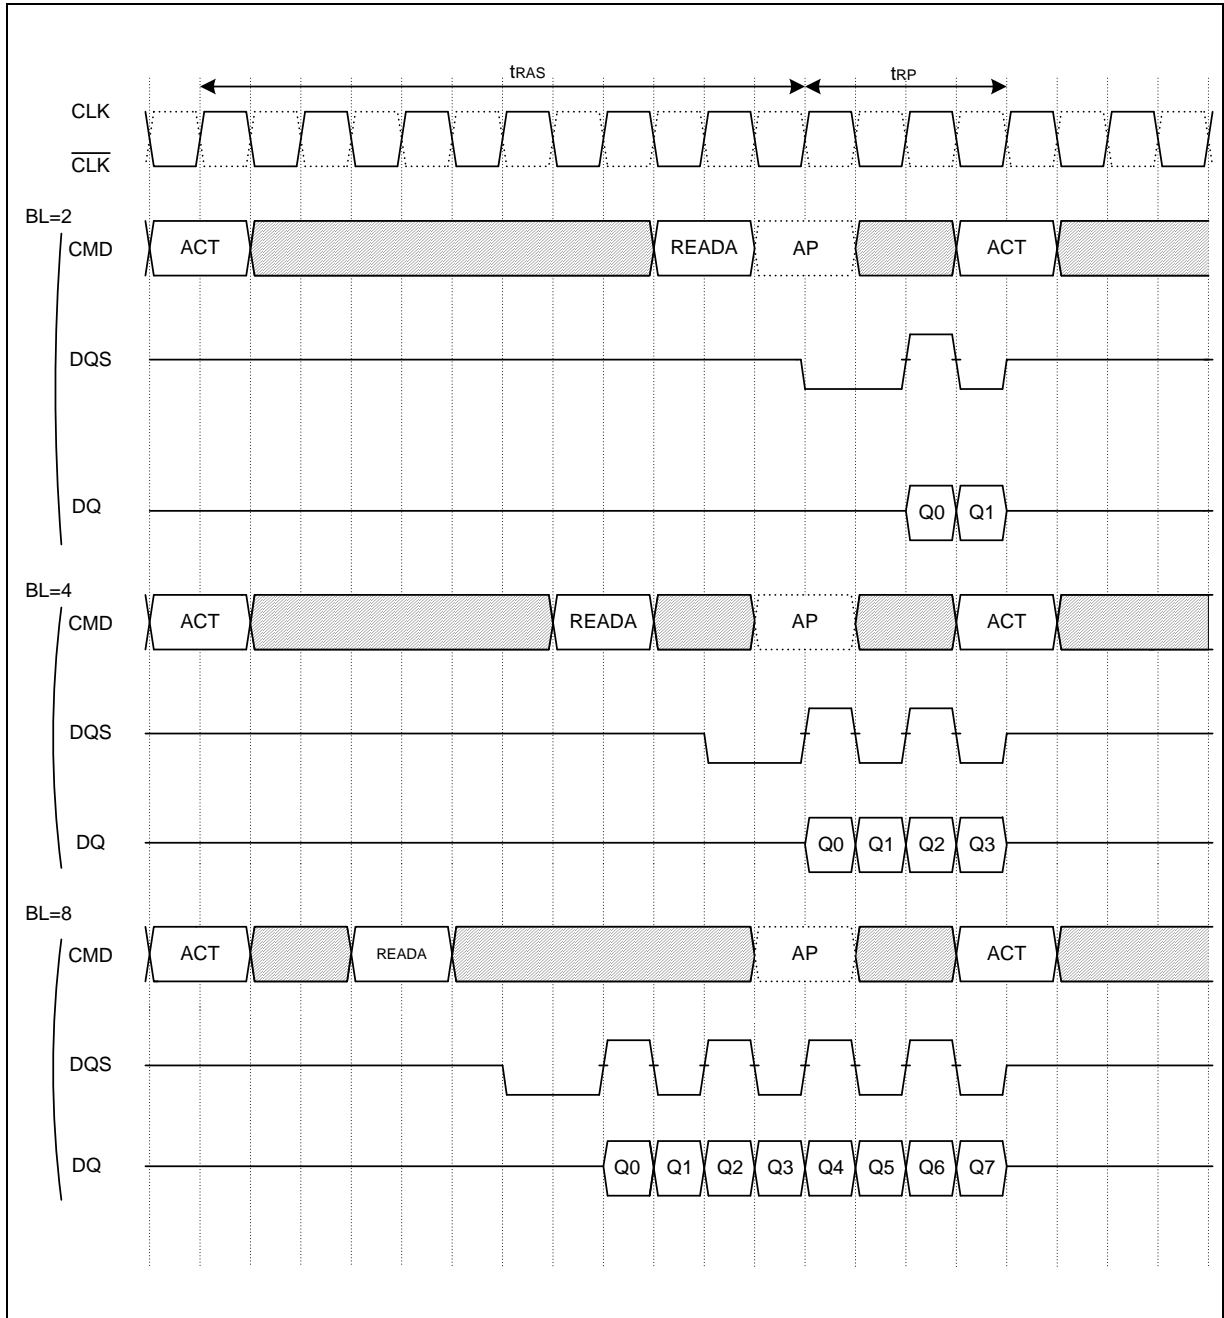 tRAS tRP
CLK
CLK
BL=2
CMD ACT READA AP ACT
DQS
DQ Q0 Q1
BL=4
CMD ACT READA AP ACT
DQS
DQ Q0 Q1 Q2 Q3
BL=8
CMD ACT READA AP ACT
DQS
DQ Q0 Q1 Q2 Q3 Q4 Q5 Q6 Q7